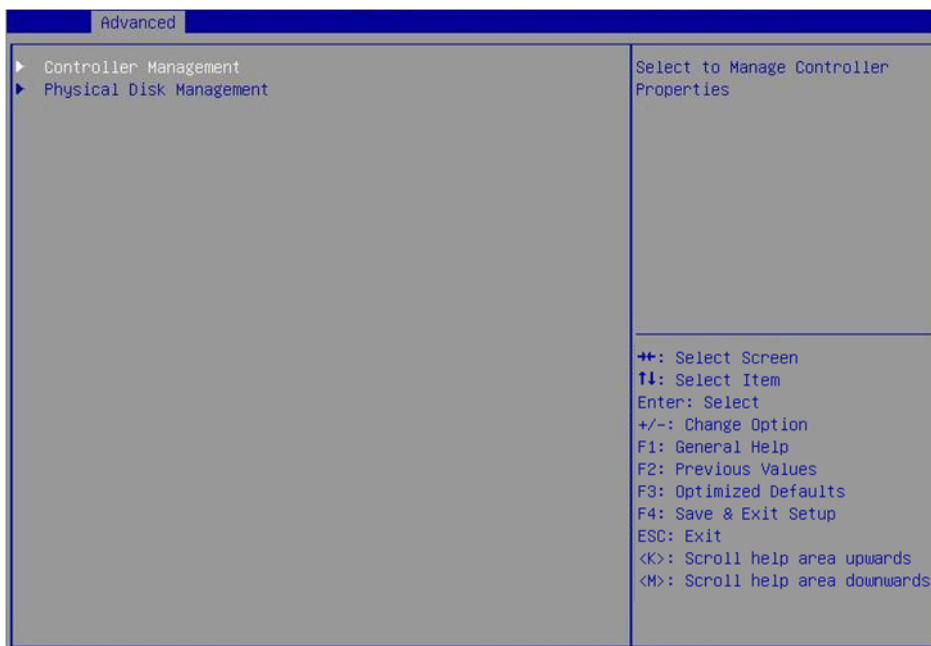 Advanced
Controller Management
Physical Disk Management
Select to Manage Controller
Properties
→←: Select Screen
↑↓: Select Item
Enter: Select
+/-: Change Option
F1: General Help
F2: Previous Values
F3: Optimized Defaults
F4: Save & Exit Setup
ESC: Exit
<K>: Scroll help area upwards
<M>: Scroll help area downwards